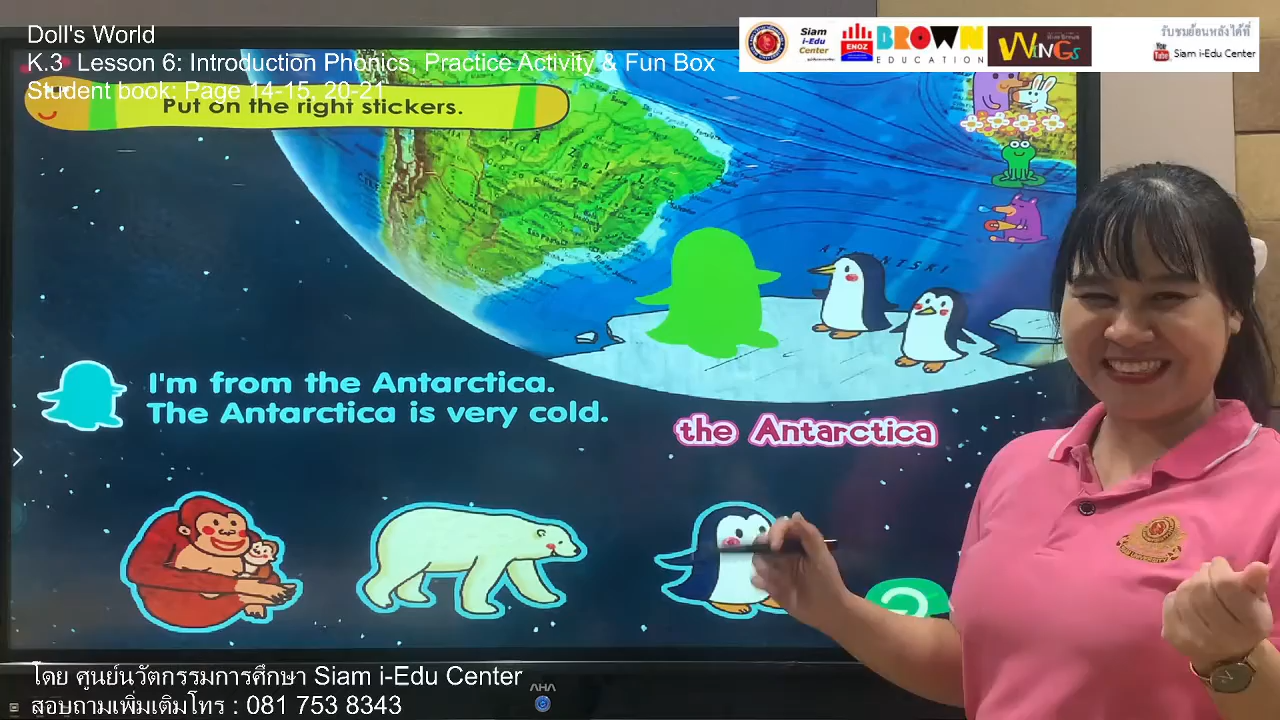 Doll's World
K.3 Lesson 6: Introduction Phonics, Practice Activity & Fun Box
Student book: Page 14-15, 20-21
Put on the right stickers.
Siam
i-Edu
Center
ENOZ
BROWN
EDUCATION
WiNGs
รับชมย้อนหลังได้ที่
You Tube Siam i-Edu Center
I'm from the Antarctica.
The Antarctica is very cold.
the Antarctica
?
โดย ศูนย์นวัตกรรมการศึกษา Siam i-Edu Center
สอบถามเพิ่มเติมโทร : 081 753 8343
AHA